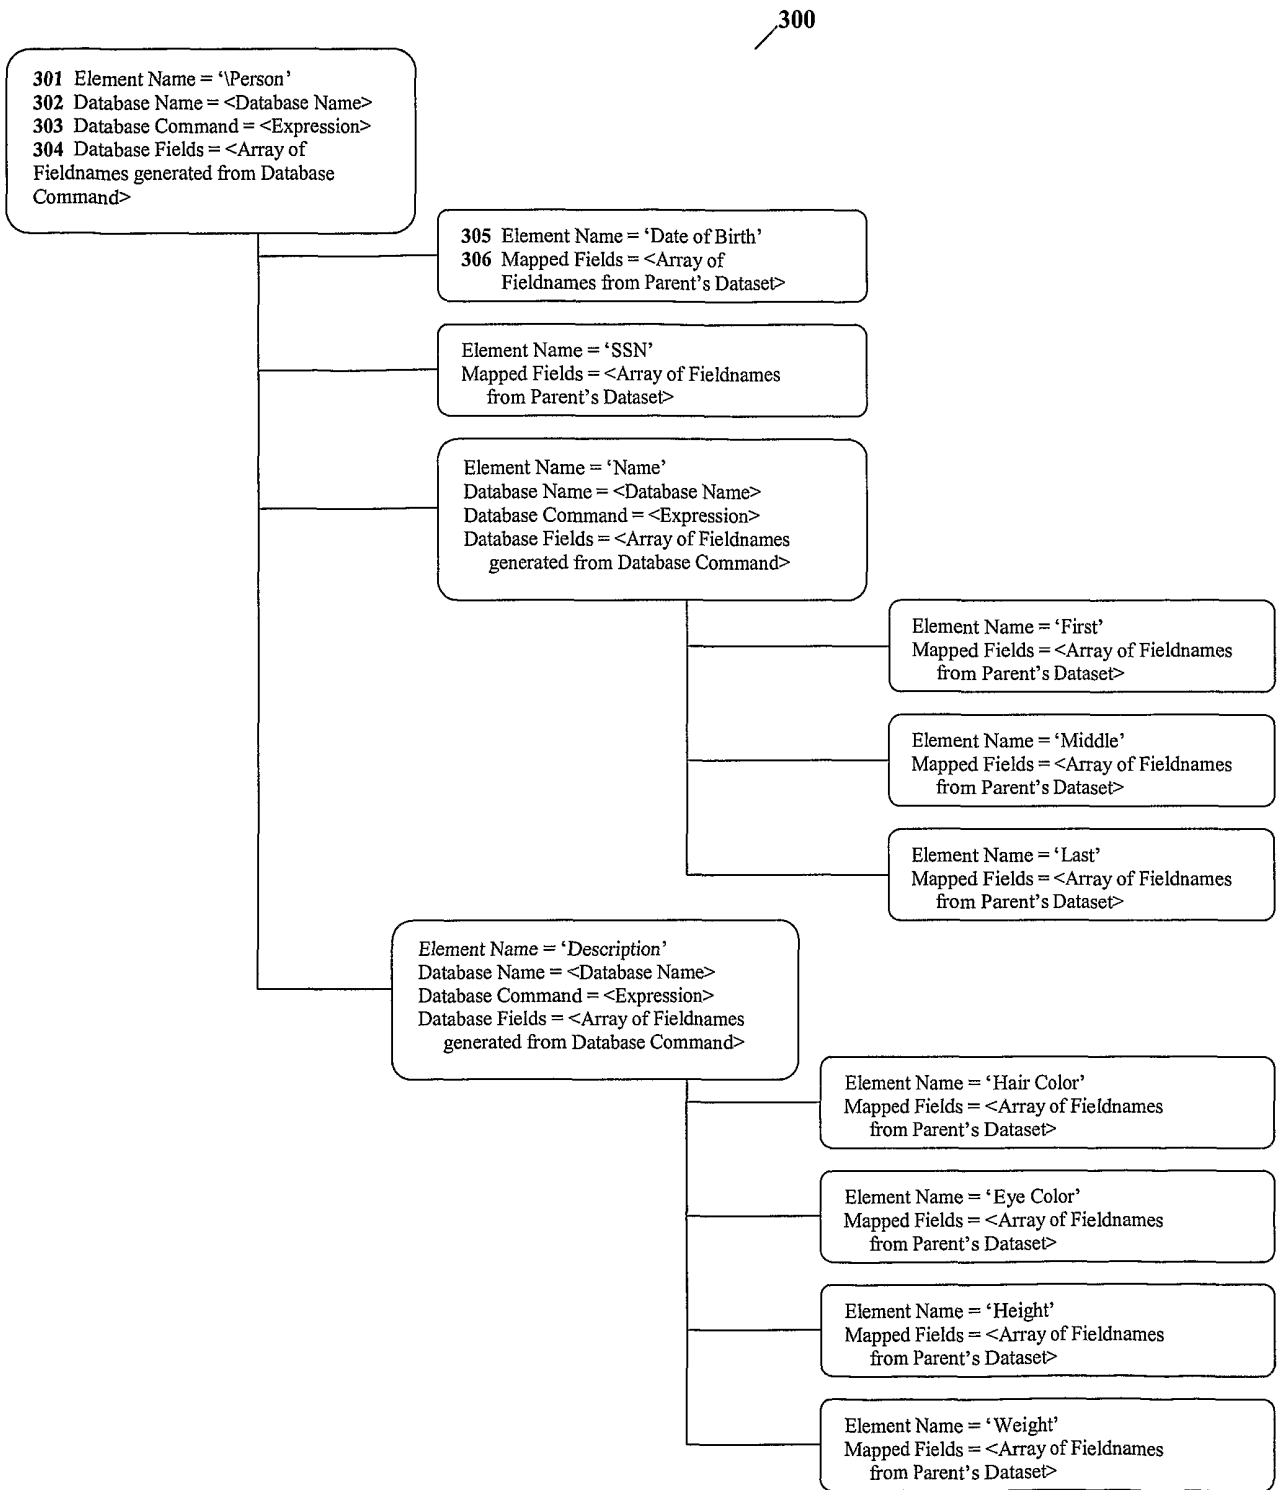 300
301 Element Name = ‘\Person’
302 Database Name = <Database Name>
303 Database Command = <Expression>
304 Database Fields = <Array of
Fieldnames generated from Database
Command>
305 Element Name = ‘Date of Birth’
306 Mapped Fields = <Array of
Fieldnames from Parent's Dataset>
Element Name = ‘SSN’
Mapped Fields = <Array of Fieldnames
from Parent's Dataset>
Element Name = ‘Name’
Database Name = <Database Name>
Database Command = <Expression>
Database Fields = <Array of Fieldnames
generated from Database Command>
Element Name = ‘First’
Mapped Fields = <Array of Fieldnames
from Parent's Dataset>
Element Name = ‘Middle’
Mapped Fields = <Array of Fieldnames
from Parent's Dataset>
Element Name = ‘Last’
Mapped Fields = <Array of Fieldnames
from Parent's Dataset>
Element Name = ‘Description’
Database Name = <Database Name>
Database Command = <Expression>
Database Fields = <Array of Fieldnames
generated from Database Command>
Element Name = ‘Hair Color’
Mapped Fields = <Array of Fieldnames
from Parent's Dataset>
Element Name = ‘Eye Color’
Mapped Fields = <Array of Fieldnames
from Parent's Dataset>
Element Name = ‘Height’
Mapped Fields = <Array of Fieldnames
from Parent's Dataset>
Element Name = ‘Weight’
Mapped Fields = <Array of Fieldnames
from Parent's Dataset>